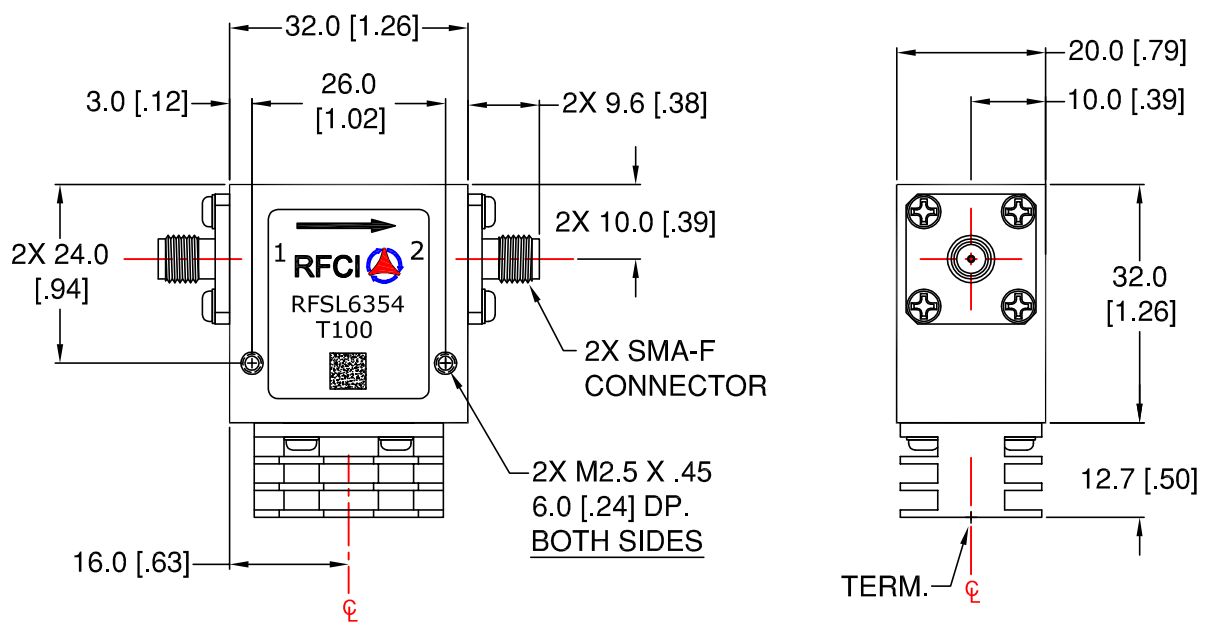 32.0 [1.26]
20.0 [.79]
3.0 [.12]
26.0
[1.02]
2X 9.6 [.38]
10.0 [.39]
2X 24.0
[.94]
2X 10.0 [.39]
1
2
RFCI
RFSL6354
T100
32.0
[1.26]
2X SMA-F
CONNECTOR
2X M2.5 X .45
6.0 [.24] DP.
BOTH SIDES
12.7 [.50]
16.0 [.63]
TERM.
℄
℄